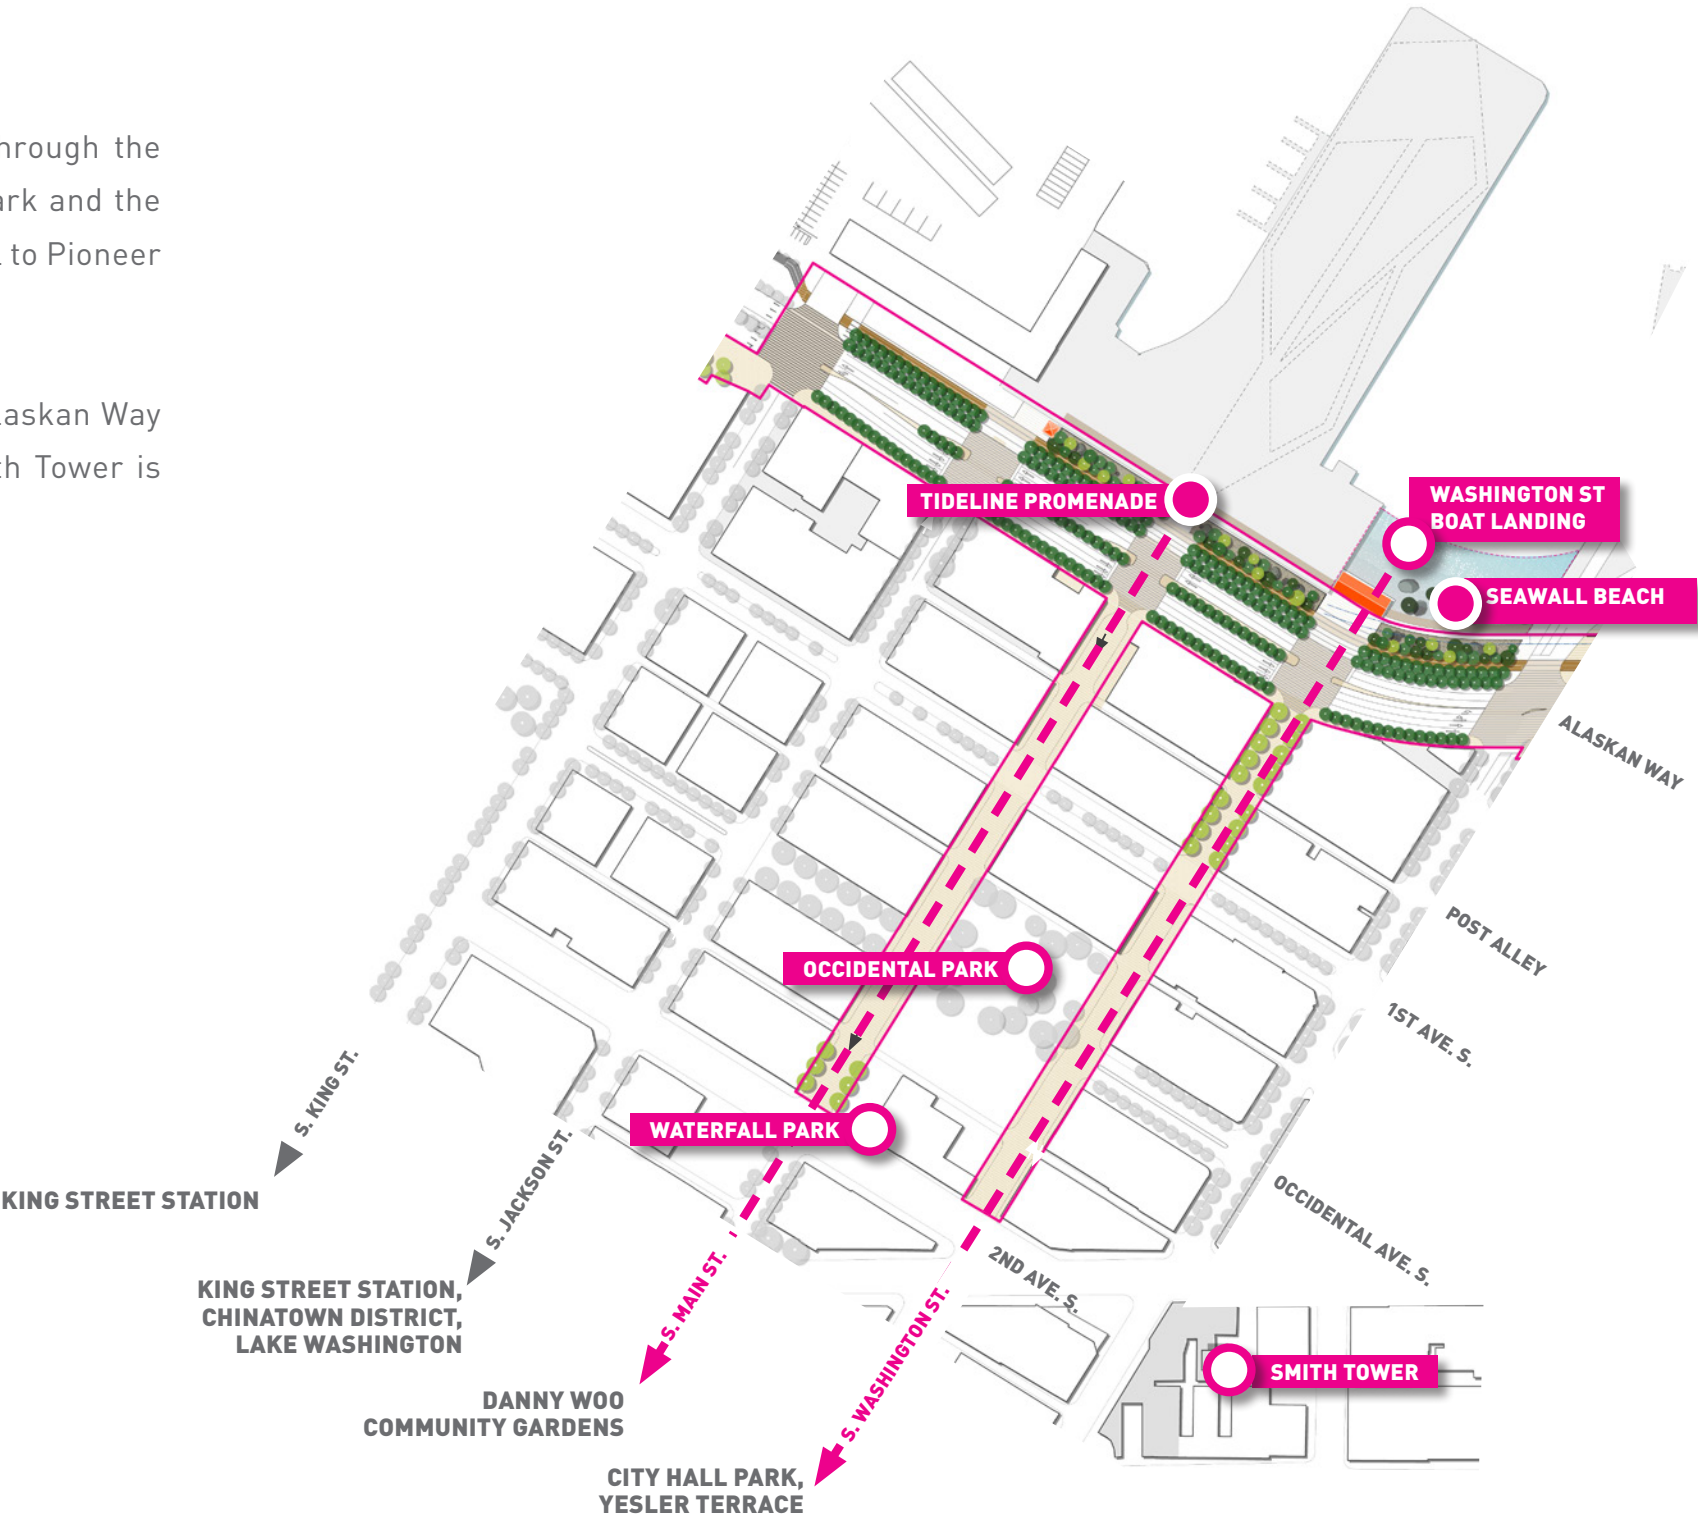 hrough the
ark and the
to Pioneer
laskan Way
th Tower is
TIDELINE PROMENADE
WASHINGTON ST
BOAT LANDING
SEAWALL BEACH
ALASKAN WAY
POST ALLEY
OCCIDENTAL PARK
1ST AVE. S.
WATERFALL PARK
S. KING ST.
KING STREET STATION
S. JACKSON ST.
OCCIDENTAL AVE. S.
KING STREET STATION,
CHINATOWN DISTRICT,
LAKE WASHINGTON
S. MAIN ST.
2ND AVE. S.
S. WASHINGTON ST.
SMITH TOWER
DANNY WOO
COMMUNITY GARDENS
CITY HALL PARK,
YESLER TERRACE